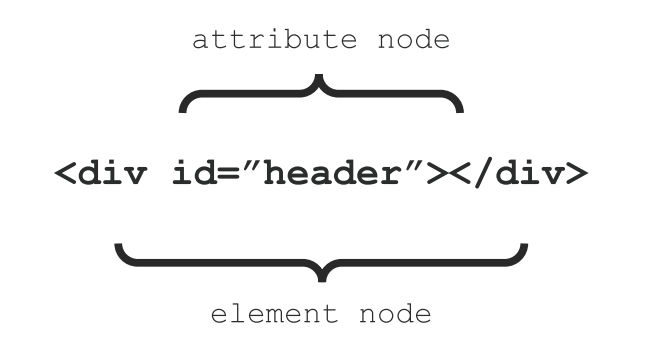 attribute node
<div id=”header”></div>
element node